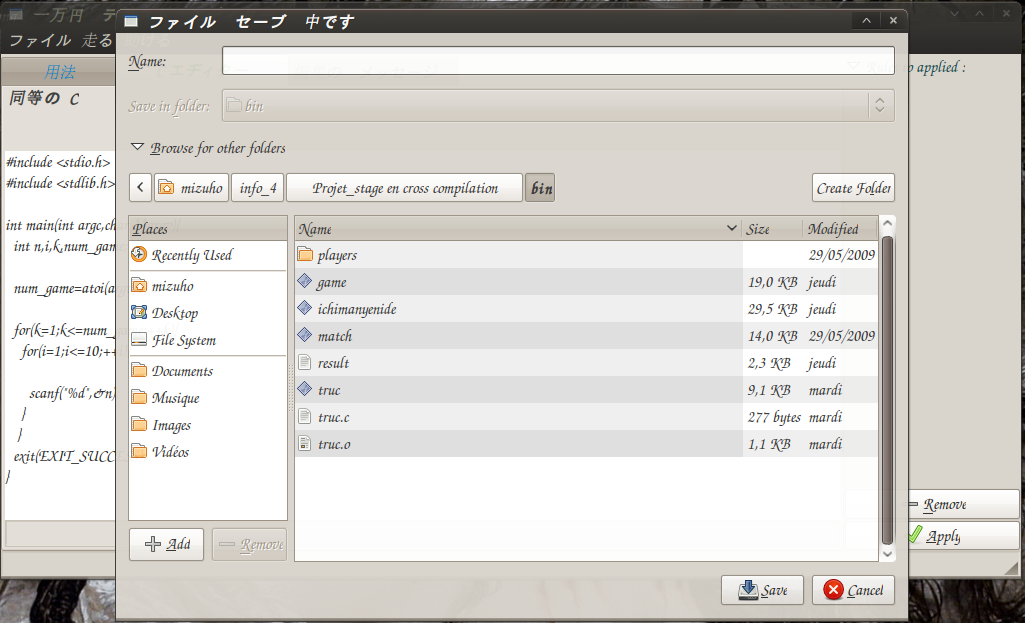 一万円
ファイル セーブ 中です
ファイル 走る
Name:
to applied :
用法
同等の C
Save in folder: bin
Browse for other folders
mizuho info_4 Projet_stage en cross compilation bin Create Folder
#include <stdio.h>
#include <stdlib.h>
int main(int argc,ch
int n,i,k,num_gam
num_game=atoi(a
for(k=1;k<=num_g
for(i=1;i<=10;++
scanf("%d",&n)
}
}
exit(EXIT_SUCC
}
Places
Recently Used
mizuho
Desktop
File System
Documents
Musique
Images
Vidéos
Name Size Modified
players 29/05/2009
game 19,0 KB jeudi
ichimanyenide 29,5 KB jeudi
match 14,0 KB 29/05/2009
result 2,3 KB jeudi
truc 9,1 KB mardi
truc.c 277 bytes mardi
truc.o 1,1 KB mardi
Add Remove
Remove
Apply
Save Cancel